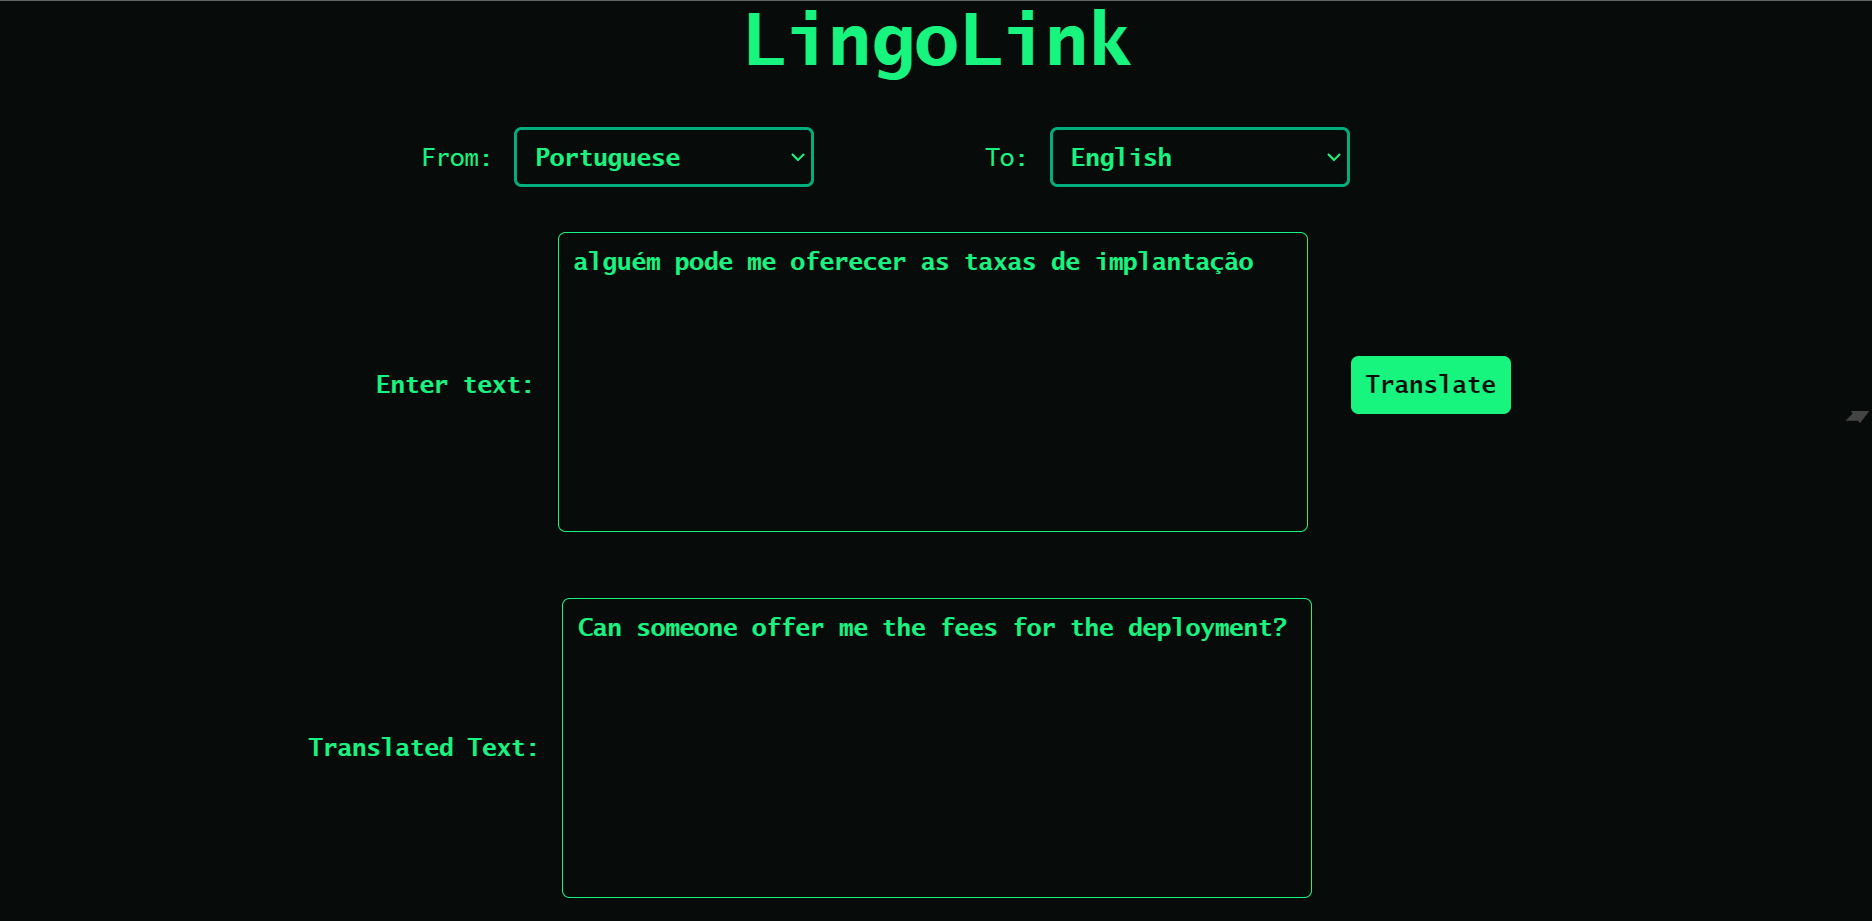 LingoLink
From: Portuguese To: English
alguém pode me oferecer as taxas de implantação
Enter text:
Translate
Can someone offer me the fees for the deployment?
Translated Text: